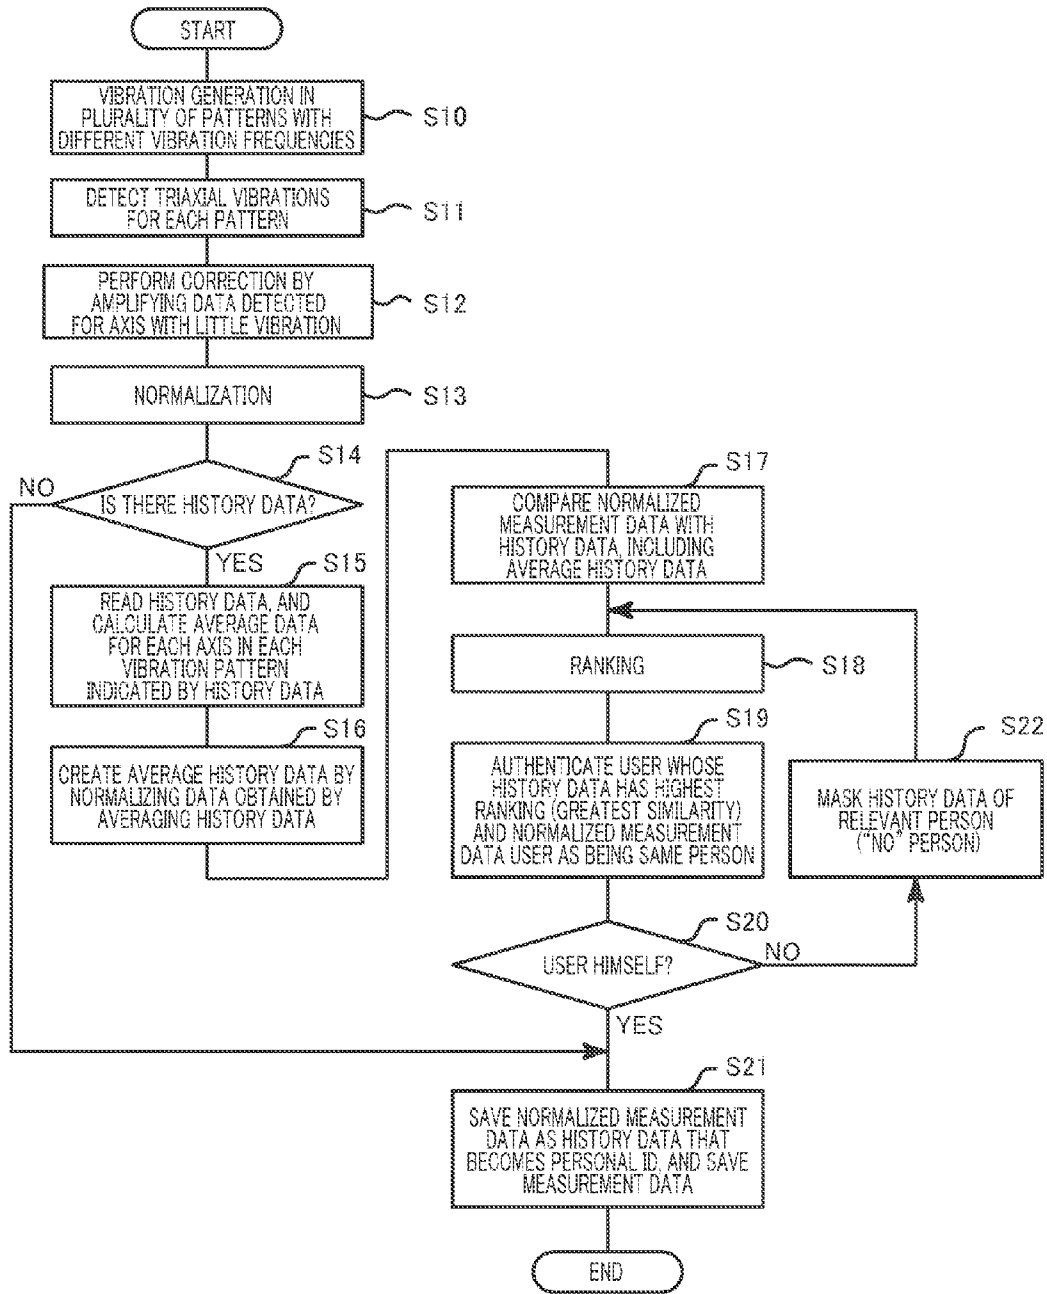 START
VIBRATION GENERATION IN
PLURALITY OF PATTERNS WITH
DIFFERENT VIBRATION FREQUENCIES
S10
DETECT TRIAXIAL VIBRATIONS
FOR EACH PATTERN
S11
PERFORM CORRECTION BY
AMPLIFYING DATA DETECTED
FOR AXIS WITH LITTLE VIBRATION
S12
NORMALIZATION
S13
S14
NO
IS THERE HISTORY DATA?
YES
S15
READ HISTORY DATA, AND
CALCULATE AVERAGE DATA
FOR EACH AXIS IN EACH
VIBRATION PATTERN
INDICATED BY HISTORY DATA
S16
CREATE AVERAGE HISTORY DATA BY
NORMALIZING DATA OBTAINED BY
AVERAGING HISTORY DATA
S17
COMPARE NORMALIZED
MEASUREMENT DATA WITH
HISTORY DATA, INCLUDING
AVERAGE HISTORY DATA
RANKING
S18
S19
AUTHENTICATE USER WHOSE
HISTORY DATA HAS HIGHEST
RANKING (GREATEST SIMILARITY)
AND NORMALIZED MEASUREMENT
DATA USER AS BEING SAME PERSON
S22
MASK HISTORY DATA OF
RELEVANT PERSON
("NO" PERSON)
S20
USER HIMSELF?
NO
YES
S21
SAVE NORMALIZED MEASUREMENT
DATA AS HISTORY DATA THAT
BECOMES PERSONAL ID, AND SAVE
MEASUREMENT DATA
END